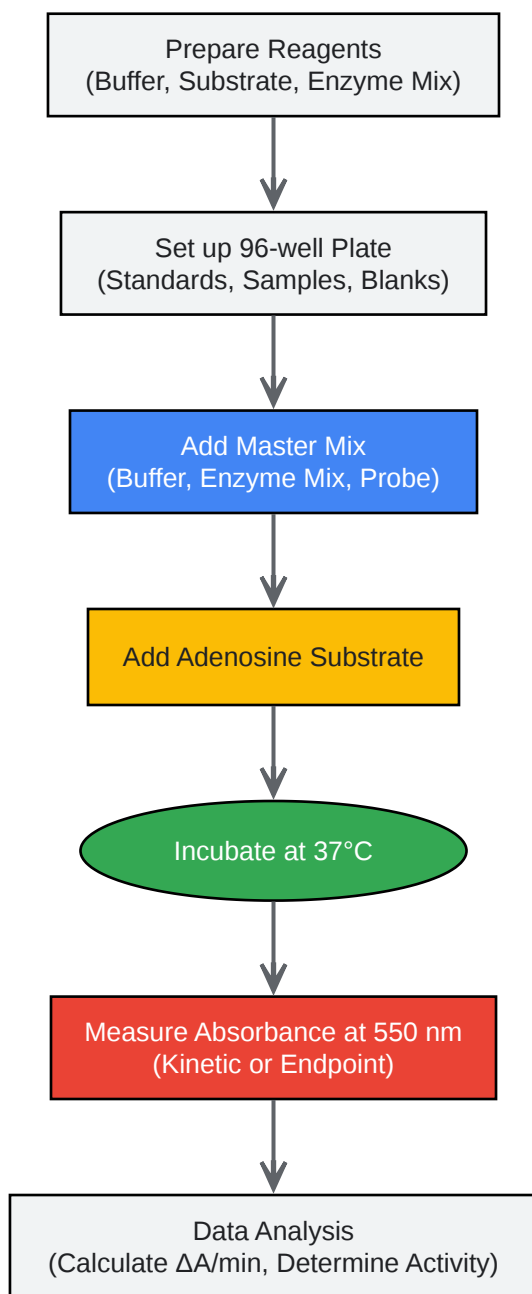 Prepare Reagents
(Buffer, Substrate, Enzyme Mix)
Set up 96-well Plate
(Standards, Samples, Blanks)
Add Master Mix
(Buffer, Enzyme Mix, Probe)
Add Adenosine Substrate
Incubate at 37°C
Measure Absorbance at 550 nm
(Kinetic or Endpoint)
Data Analysis
(Calculate ΔA/min, Determine Activity)